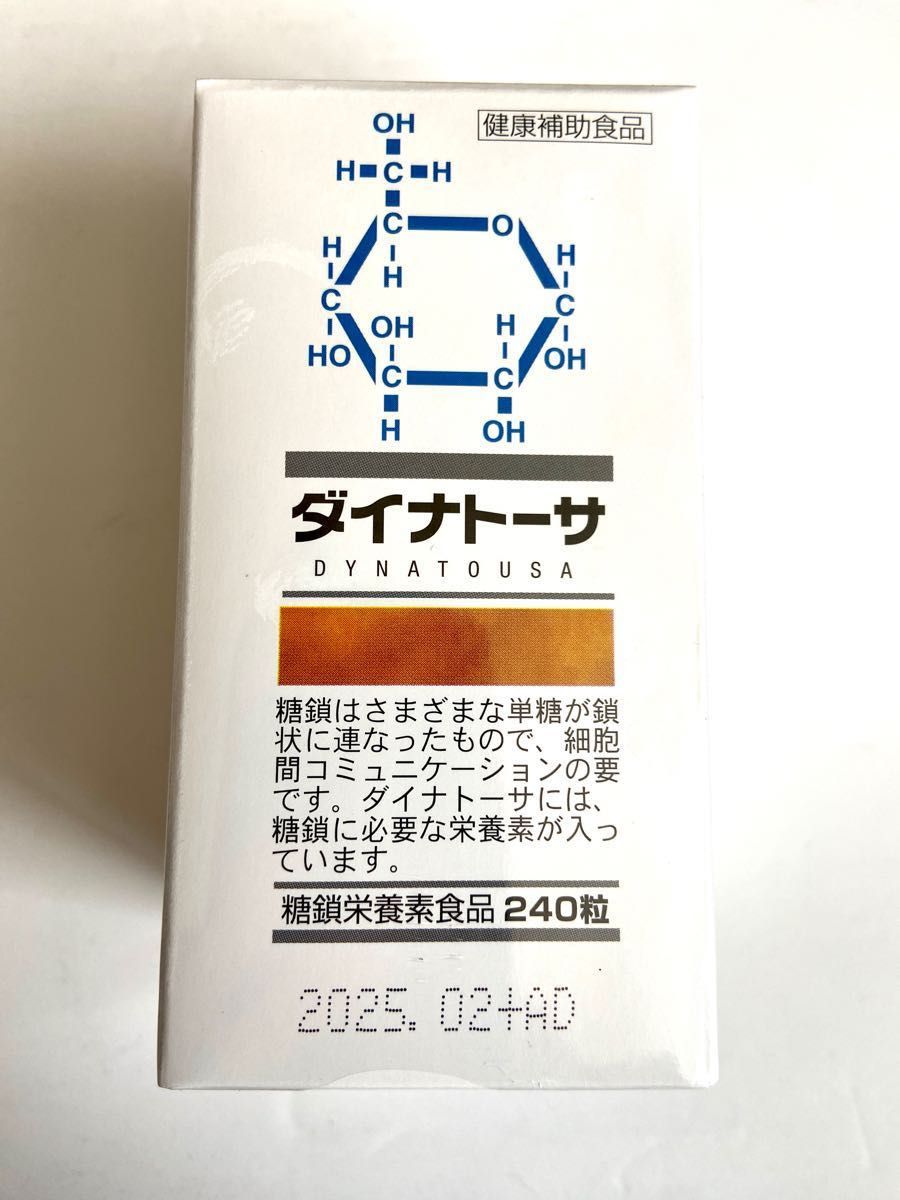 健康補助食品
OH
H C H
C O
H H H
C C
OH H
HO OH
C C
H OH
ダイナトーサ
DYNATOUSA
糖鎖はさまざまな単糖が鎖
状に連なったもので、細胞
間コミュニケーションの要
です。ダイナトーサには、
糖鎖に必要な栄養素が入っ
ています。
糖鎖栄養素食品 240粒
2025. 02+AD